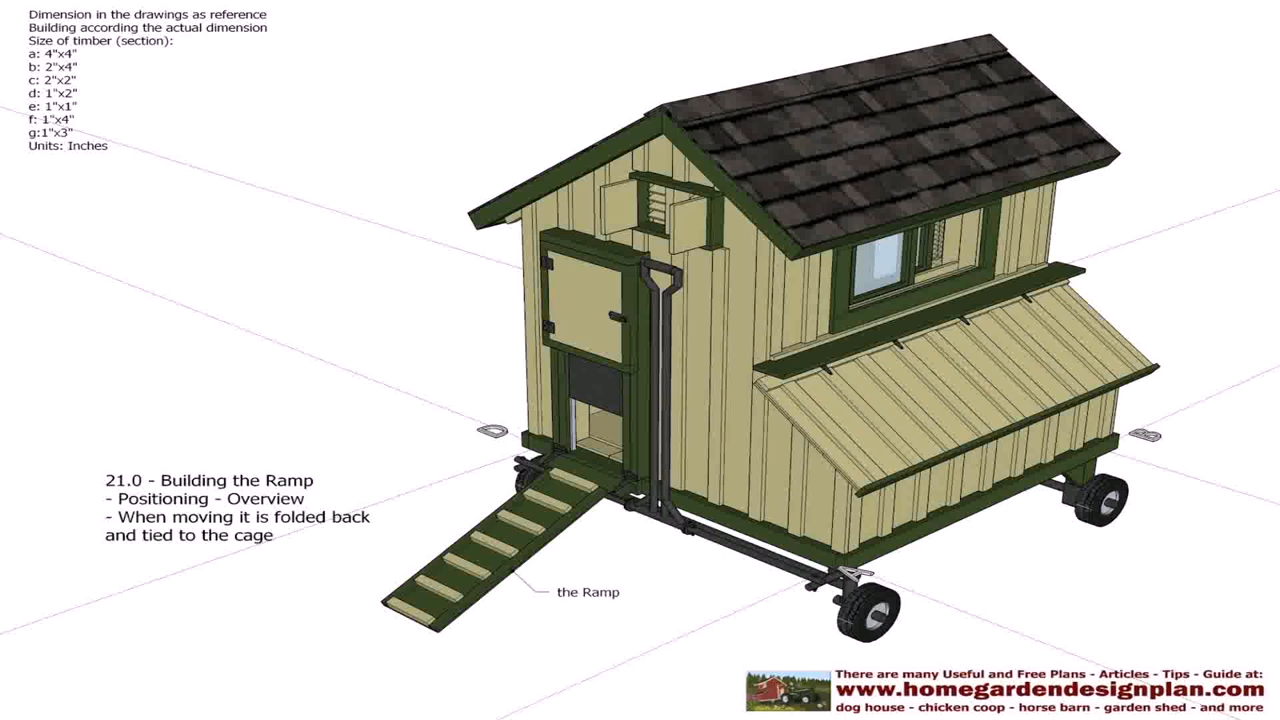 Dimension in the drawings as reference
Building according the actual dimension
Size of timber (section):
a: 4"x4"
b: 2"x4"
c: 2"x2"
d: 1"x2"
e: 1"x1"
f: 1"x4"
g:1"x3"
Units: Inches
D
B
21.0 - Building the Ramp
- Positioning - Overview
- When moving it is folded back
and tied to the cage
A
the Ramp
There are many Useful and Free Plans - Articles - Tips - Guide at:
www.homegardendesignplan.com
dog house - chicken coop - horse barn - garden shed - and more